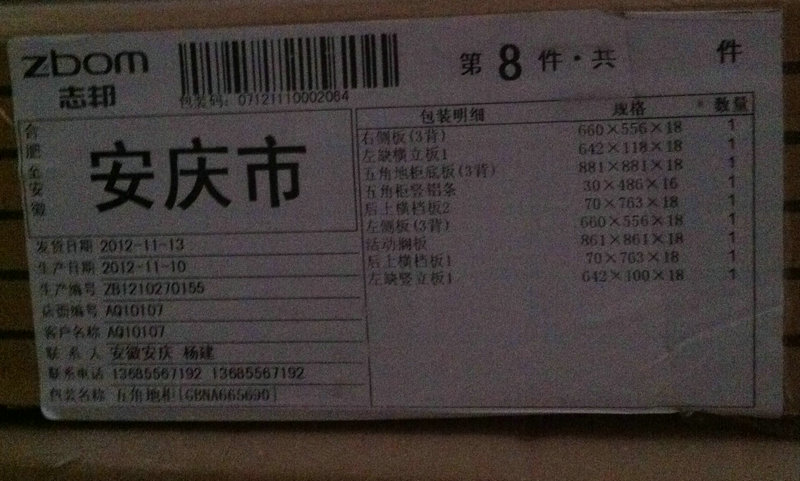 zbom
志邦
包装码: 07121110002084
第 8 件·共 件
合肥至安徽
安庆市
发货日期 2012-11-13
生产日期 2012-11-10
生产编号 ZB1210270155
店面编号 AQ10107
客户名称 AQ10107
联系人 安徽安庆 杨建
联系电话 13685567192 13685567192
包装名称 五角地柜[GBNA665690]
包装明细 规格 数量
右侧板(3背) 660×556×18 1
左缺横立板1 642×118×18 1
五角地柜底板(3背) 881×881×18 1
五角柜竖铝条 30×486×16 1
后上横档板2 70×763×18 1
左侧板(3背) 660×556×18 1
活动搁板 861×861×18 1
后上横档板1 70×763×18 1
左缺竖立板1 642×100×18 1